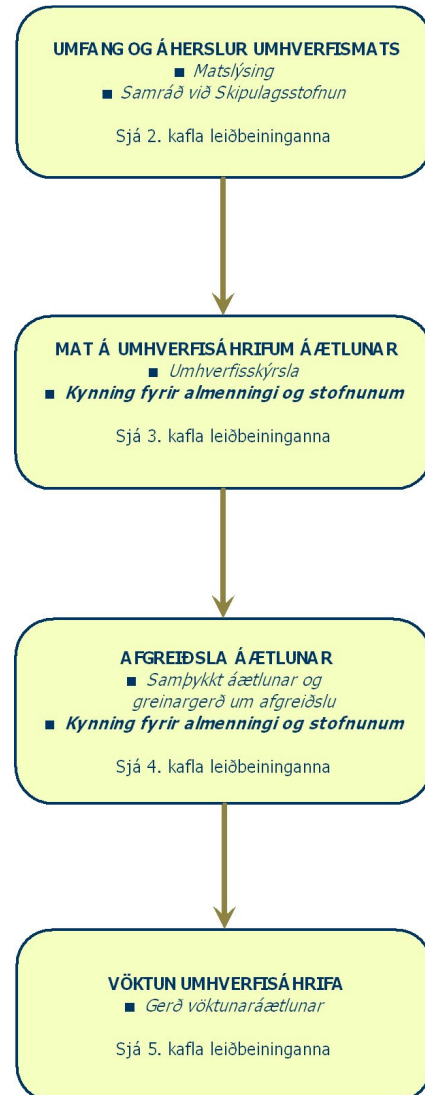 UMFANG OG ÁHERSLUR UMHVERFISMATS
■ Matslýsing
■ Samráð við Skipulagsstofnun
Sjá 2. kafla leiðbeininganna
MAT Á UMHVERFISÁHRIFUM ÁÆTLUNAR
■ Umhverfisskýrsla
■ Kynning fyrir almenningi og stofnunum
Sjá 3. kafla leiðbeininganna
AFGREIÐSLA ÁÆTLUNAR
■ Samþykkt áætlunar og
greinargerð um afgreiðslu
■ Kynning fyrir almenningi og stofnunum
Sjá 4. kafla leiðbeininganna
VÖKTUN UMHVERFISÁHRIFA
■ Gerð vöktunaráætlunar
Sjá 5. kafla leiðbeininganna